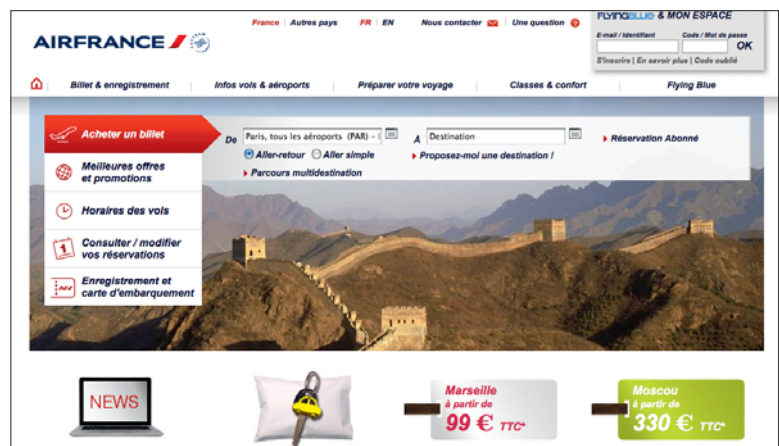 France | Autres pays FR | EN Nous contacter Une question
FLYINGBLUE & MON ESPACE
E-mail / Identifiant Code / Mot de passe
OK
S'inscrire | En savoir plus | Code oublié
AIRFRANCE
Billet & enregistrement Infos vols & aéroports Préparer votre voyage Classes & confort Flying Blue
Acheter un billet
De Paris, tous les aéroports (PAR) – A Destination Réservation Abonné
Aller-retour Aller simple Proposez-moi une destination !
Parcours multidestination
Meilleures offres
et promotions
Horaires des vols
1 Consulter / modifier
vos réservations
Enregistrement et
carte d'embarquement
NEWS
Marseille
à partir de
99 € TTC*
Moscou
à partir de
330 € TTC*